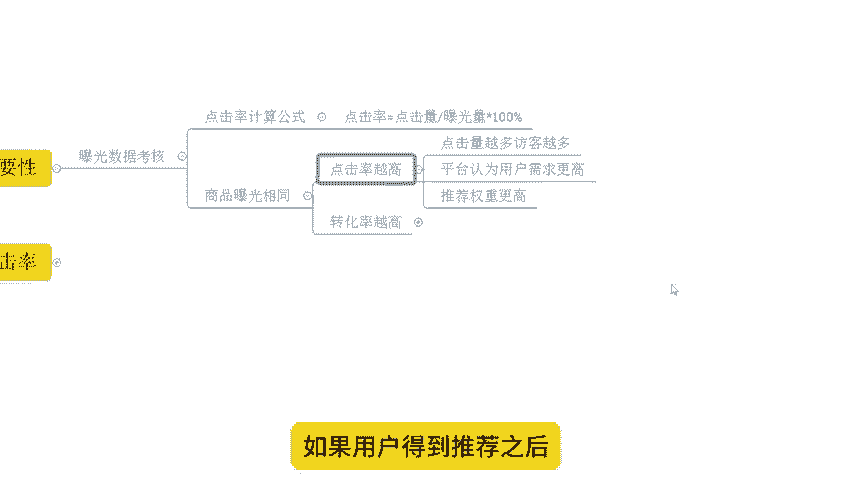 点击率计算公式 点击率=点击量/曝光量*100%
点击量越多访客越多
要性 曝光数据考核
点击率越高 平台认为用户需求更高
商品曝光相同 推荐权重更高
转化率越高
击率
如果用户得到推荐之后